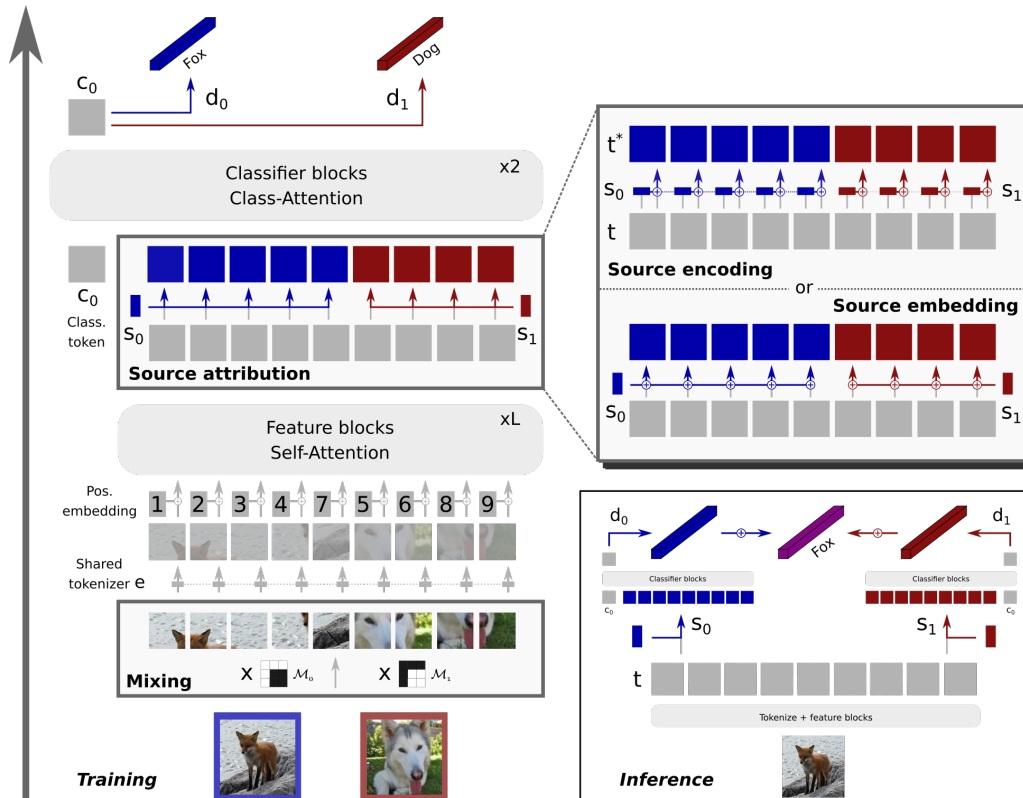 Fox
Dog
c0
d0
d1
Classifier blocks
Class-Attention
x2
c0
Class.
token
s0
s1
Source attribution
Feature blocks
Self-Attention
xL
Pos.
embedding
1 2 3 4 7 5 6 8 9
Shared
tokenizer e
Mixing
x M0
x M1
Training
t*
s0
s1
t
Source encoding
or
Source embedding
s0
s1
d0
d1
Fox
Classifier blocks
Classifier blocks
c0
c0
s0
s1
t
Tokenize + feature blocks
Inference